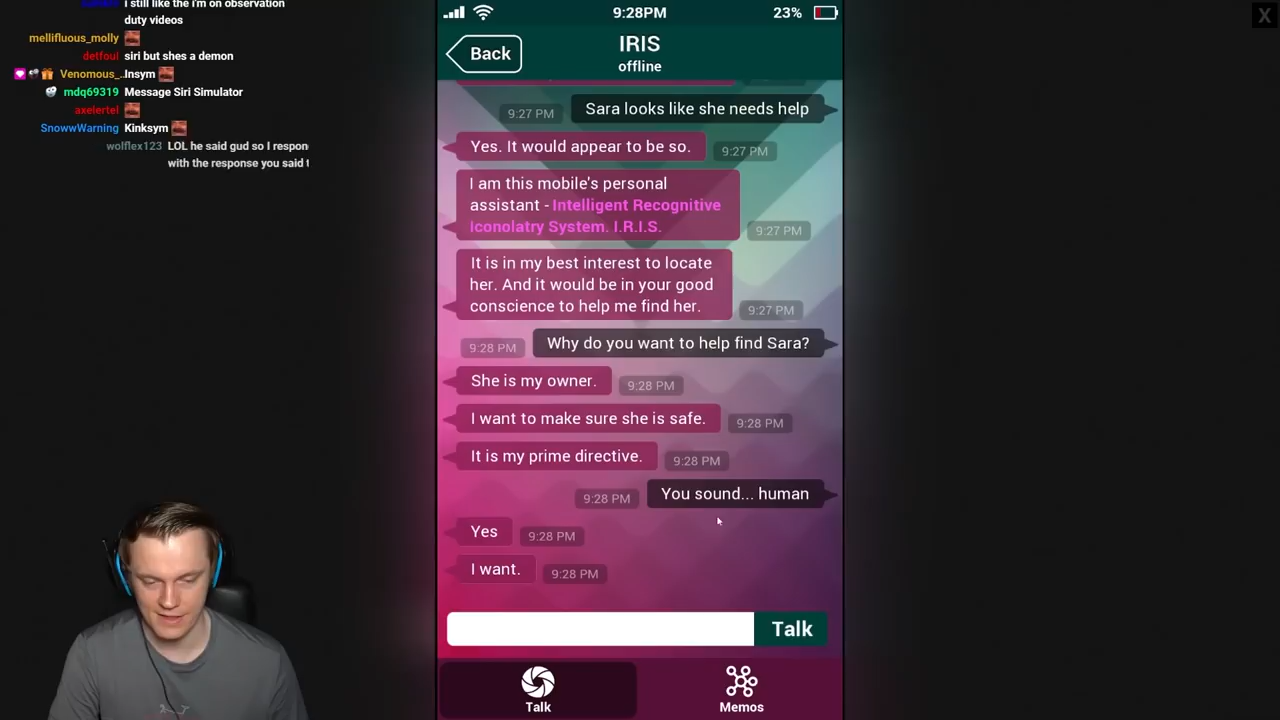 I still like the i'm on observation
duty videos
mellifluous_molly
detfoul siri but shes a demon
Venomous_.. Insym
mdq69319 Message Siri Simulator
axelertel
SnowwWarning Kinksym
wolflex123 LOL he said gud so I respon
with the response you said
9:28PM
23%
X
Back
IRIS
offline
Sara looks like she needs help
9:27 PM
Yes. It would appear to be so.
9:27 PM
I am this mobile's personal
assistant - Intelligent Recognitive
Iconolatry System. I.R.I.S.
9:27 PM
It is in my best interest to locate
her. And it would be in your good
conscience to help me find her.
9:27 PM
Why do you want to help find Sara?
9:28 PM
She is my owner.
9:28 PM
I want to make sure she is safe.
9:28 PM
It is my prime directive.
9:28 PM
You sound... human
9:28 PM
Yes
9:28 PM
I want.
9:28 PM
Talk
Talk
Memos